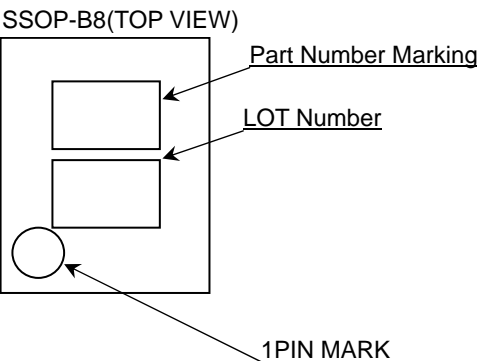 SSOP-B8(TOP VIEW)
Part Number Marking
LOT Number
1PIN MARK